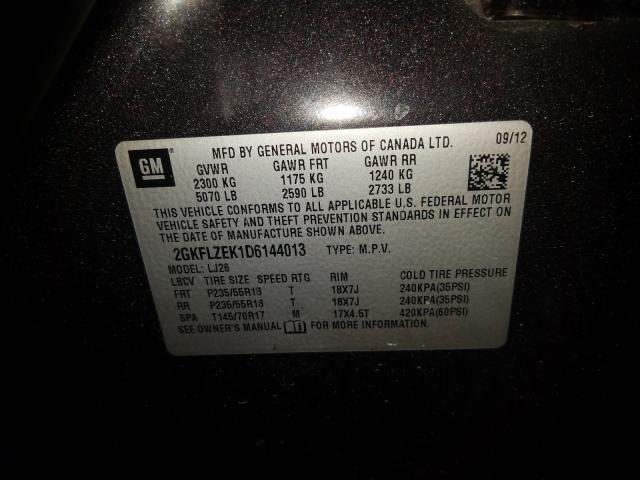 MFD BY GENERAL MOTORS OF CANADA LTD. 09/12
GM
GVWR GAWR FRT GAWR RR
2300 KG 1175 KG 1240 KG
5070 LB 2590 LB 2733 LB
THIS VEHICLE CONFORMS TO ALL APPLICABLE U.S. FEDERAL MOTOR
VEHICLE SAFETY AND THEFT PREVENTION STANDARDS IN EFFECT ON
THE DATE OF MANUFACTURE SHOWN ABOVE.
2GKFLZEK1D6144013 TYPE: M.P.V.
MODEL: LJ26
LBCV TIRE SIZE SPEED RTG RIM COLD TIRE PRESSURE
FRT P235/55R18 T 18X7J 240KPA(35PSI)
RR P235/55R18 T 18X7J 240KPA(35PSI)
SPA T145/70R17 M 17X4.5T 420KPA(60PSI)
SEE OWNER'S MANUAL FOR MORE INFORMATION.